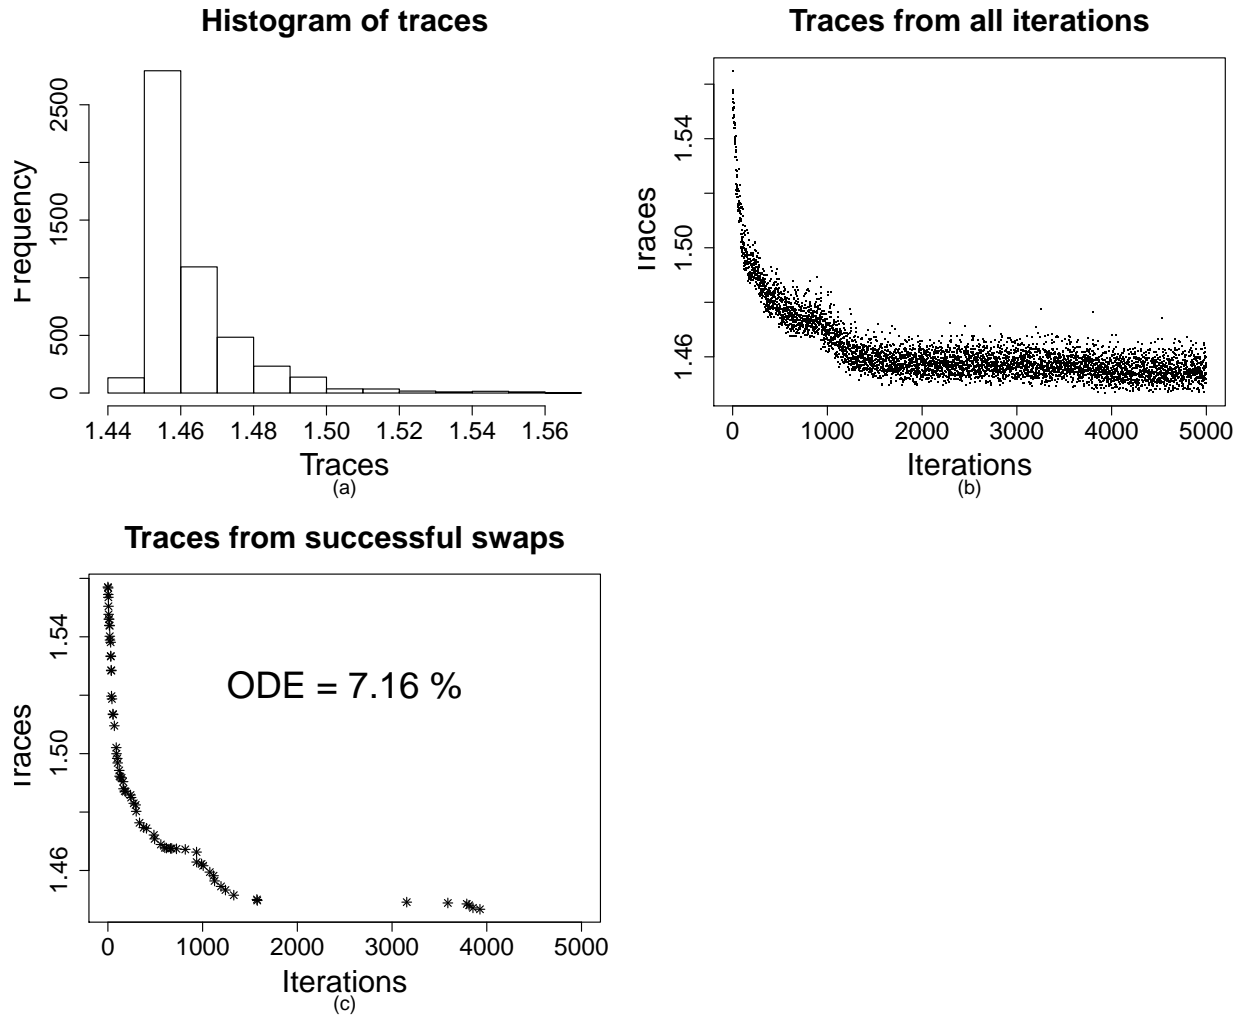 Histogram of traces
Frequency
0
500
1500
2500
1.44
1.46
1.48
1.50
1.52
1.54
1.56
Traces
(a)
Traces from all iterations
Traces
1.46
1.50
1.54
0
1000
2000
3000
4000
5000
Iterations
(b)
Traces from successful swaps
Traces
1.46
1.50
1.54
ODE = 7.16 %
0
1000
2000
3000
4000
5000
Iterations
(c)